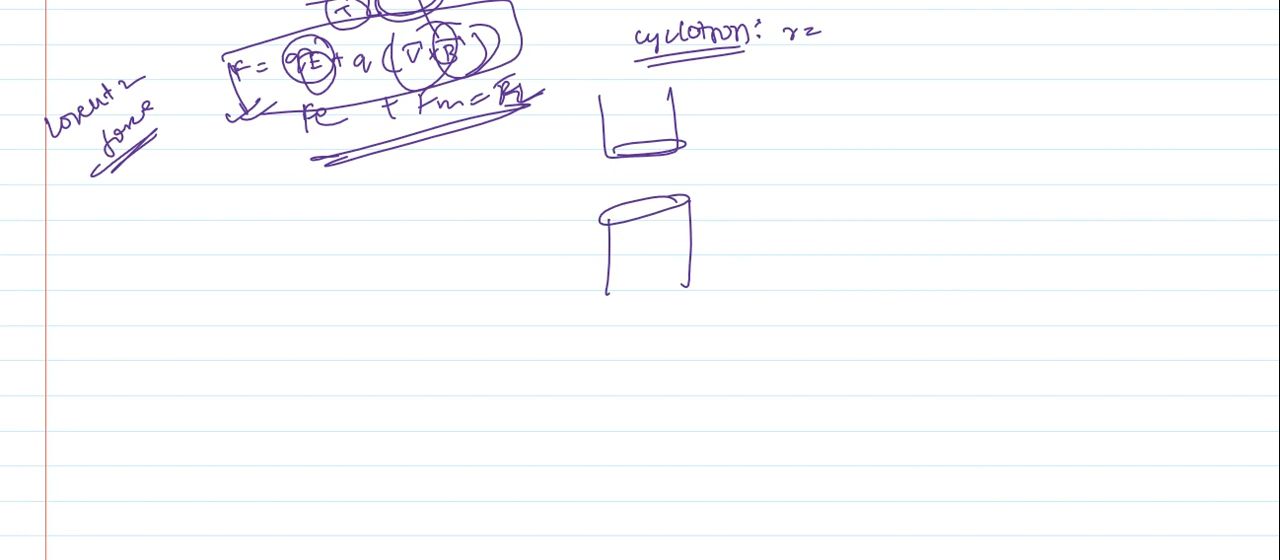 F = qE + q (V × B)
Fe + Fm = FL
Lorentz
force
cyclotron: r=